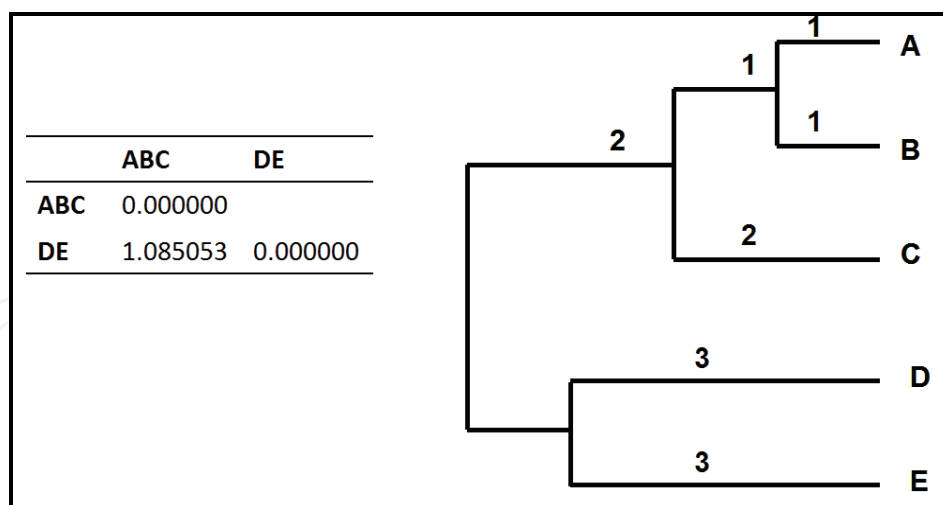 ABC DE
ABC 0.000000
DE 1.085053 0.000000
1 A
1
1 B
2
2 C
3 D
3 E